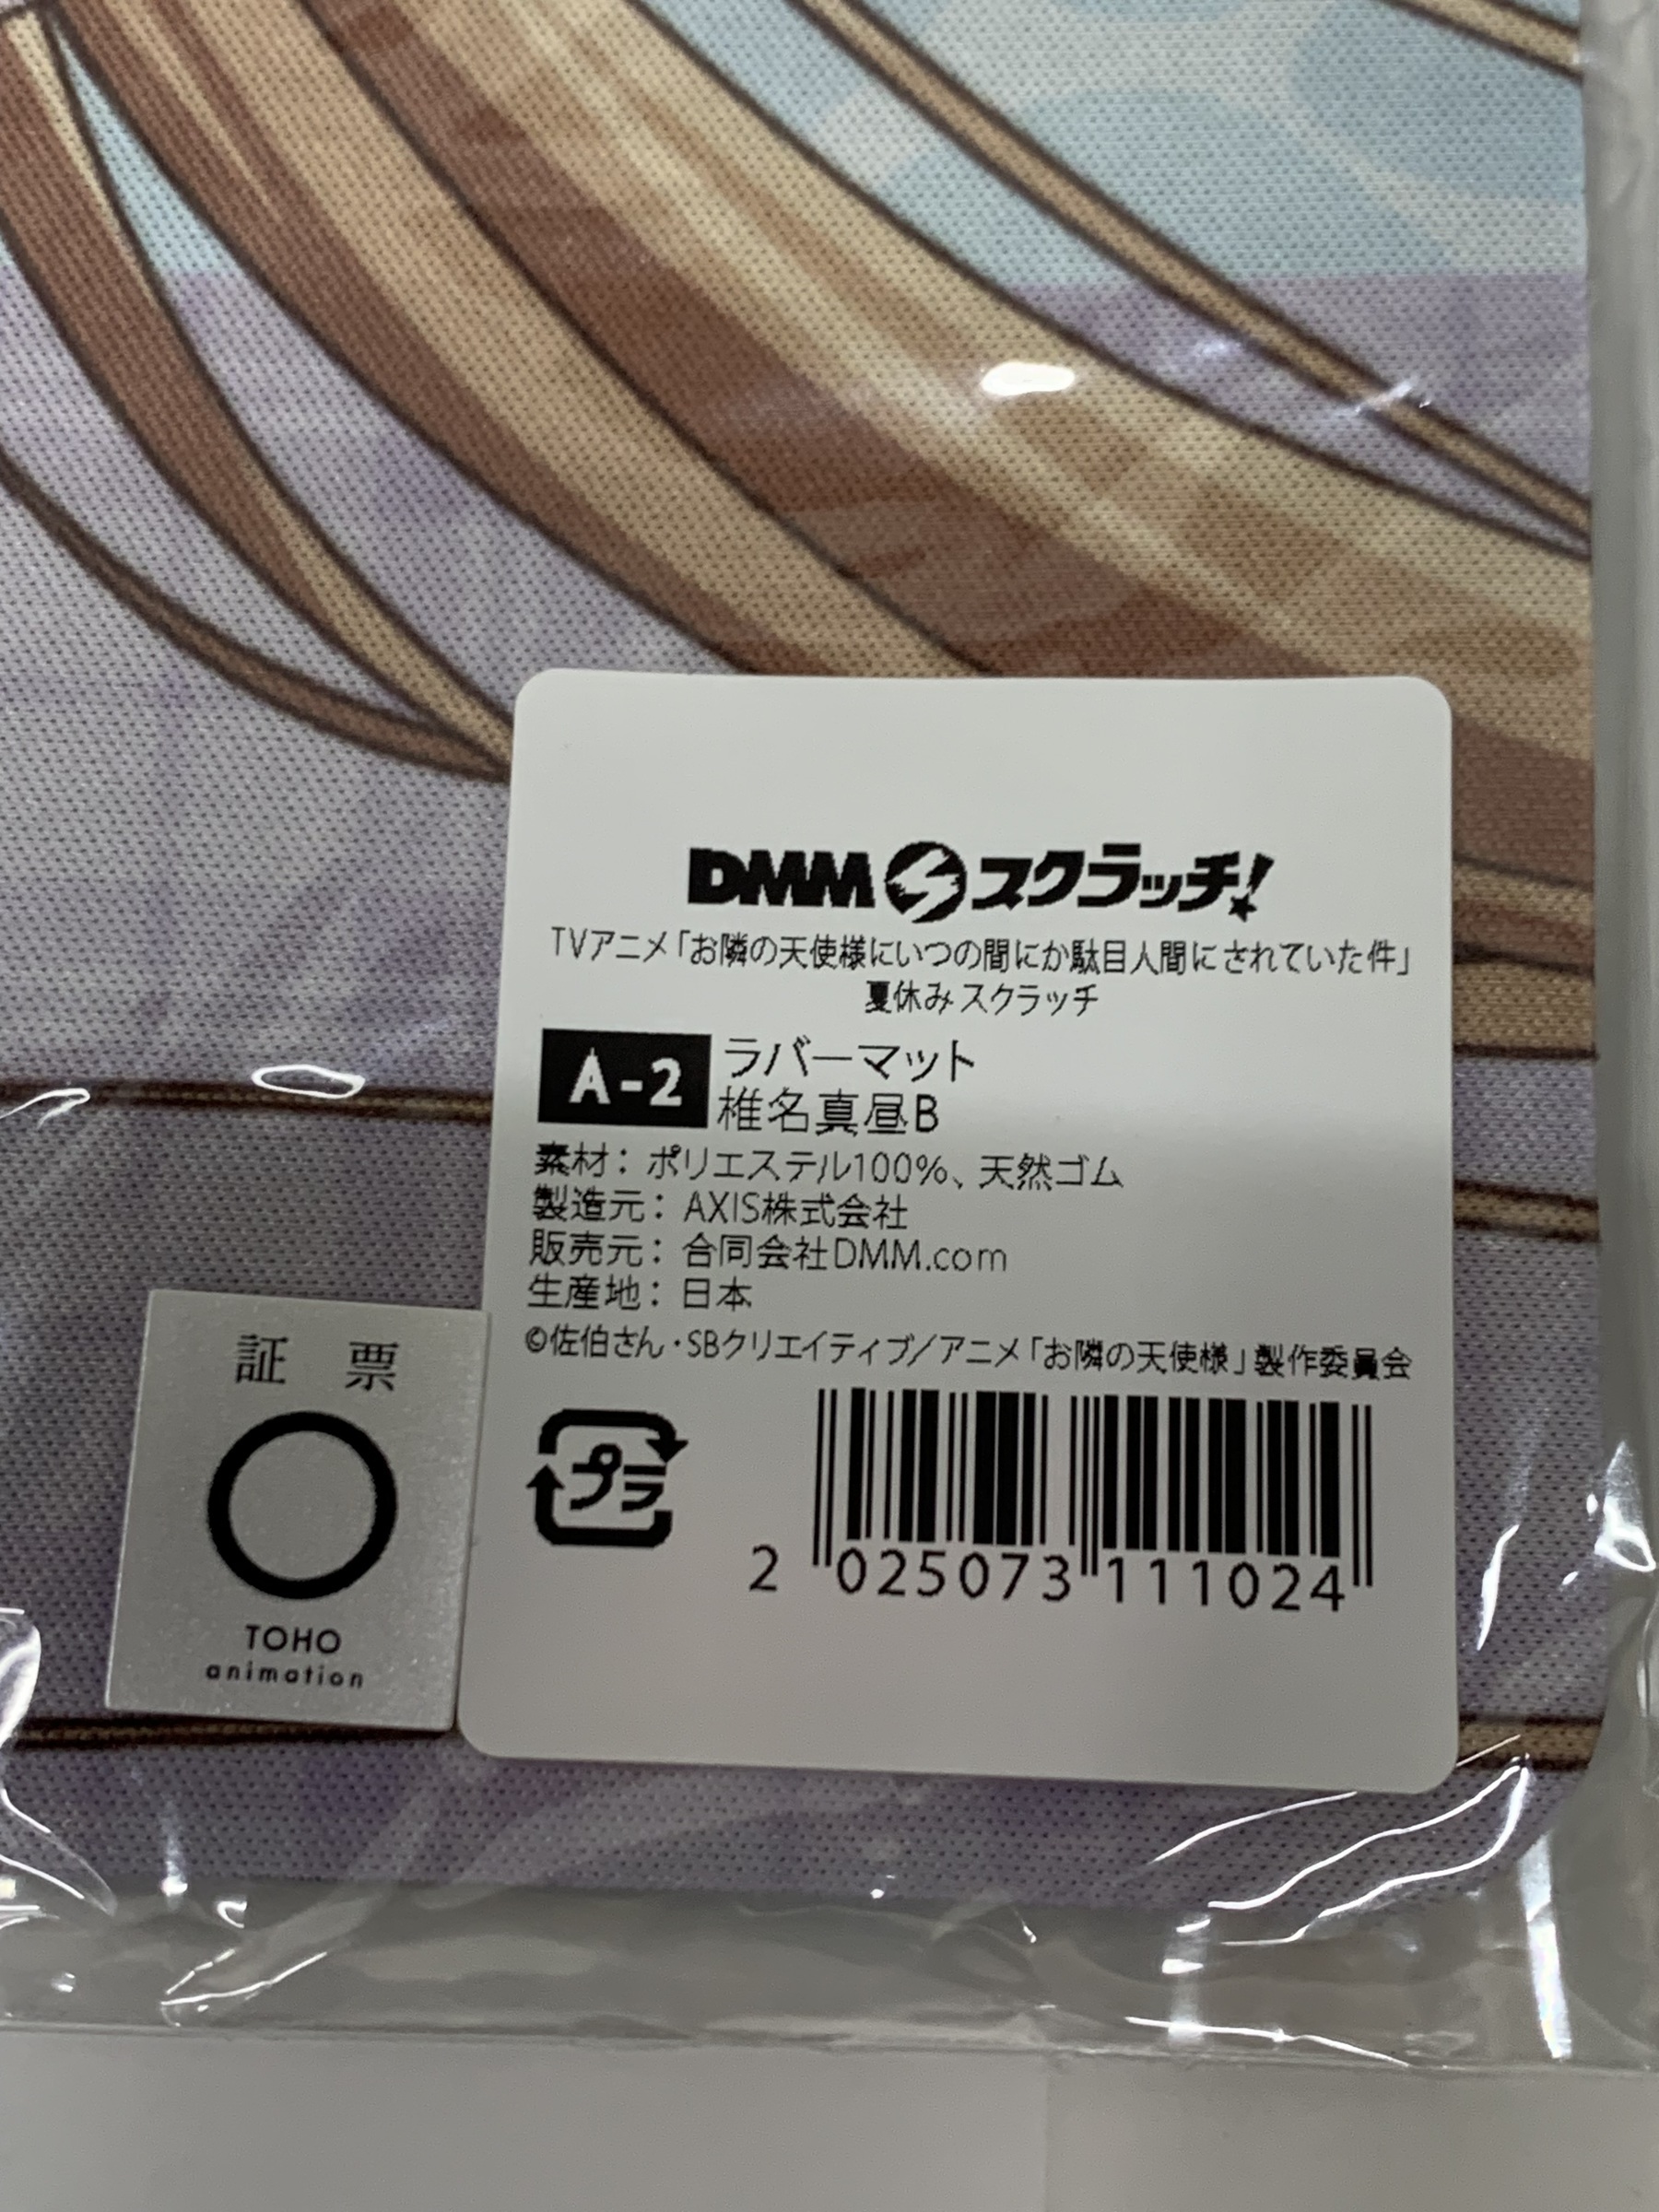 DMMスクラッチ!
TVアニメ「お隣の天使様にいつの間にか駄目人間にされていた件」
夏休み スクラッチ
A-2
ラバーマット
椎名真昼B
素材：ポリエステル100%、天然ゴム
製造元：AXIS株式会社
販売元：合同会社DMM.com
生産地：日本
©佐伯さん・SBクリエイティブ/アニメ「お隣の天使様」製作委員会
プラ
2 025073 111024
証 票
TOHO
animation